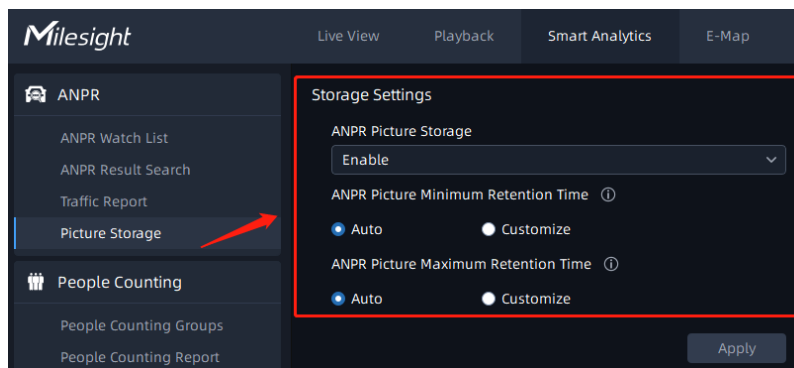 Milesight
Live View
Playback
Smart Analytics
E-Map
ANPR
ANPR Watch List
ANPR Result Search
Traffic Report
Picture Storage
People Counting
People Counting Groups
People Counting Report
Storage Settings
ANPR Picture Storage
Enable
ANPR Picture Minimum Retention Time
Auto
Customize
ANPR Picture Maximum Retention Time
Auto
Customize
Apply